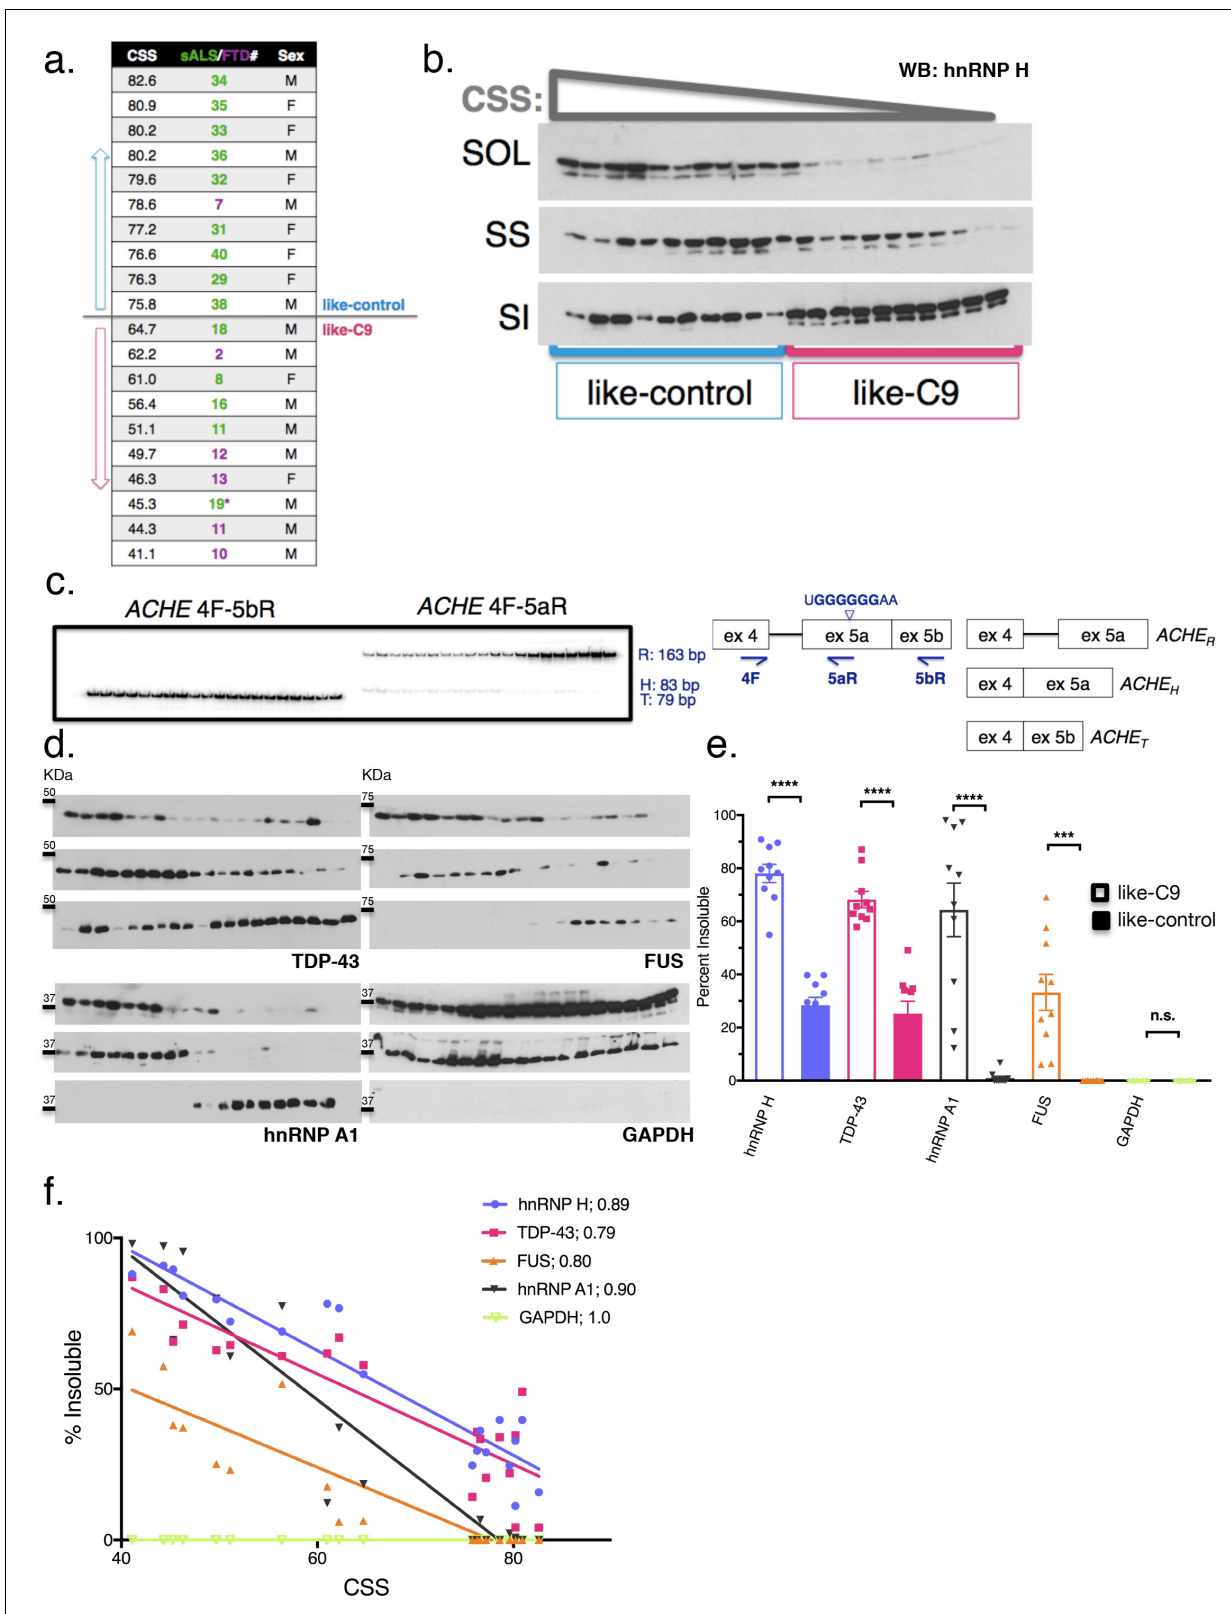 a.
CSS sALS/FTD# Sex
82.6 34 M
80.9 35 F
80.2 33 F
80.2 36 M
79.6 32 F
78.6 7 M
77.2 31 F
76.6 40 F
76.3 29 F
75.8 38 M like-control
64.7 18 M like-C9
62.2 2 M
61.0 8 F
56.4 16 M
51.1 11 M
49.7 12 M
46.3 13 F
45.3 19* M
44.3 11 M
41.1 10 M
b.
WB: hnRNP H
CSS:
SOL
SS
SI
like-control like-C9
c.
ACHE 4F-5bR ACHE 4F-5aR
R: 163 bp
H: 83 bp
T: 79 bp
UGGGGGGAA
ex 4 ex 5a ex 5b
4F 5aR 5bR
ex 4 ex 5a ACHER
ex 4 ex 5a ACHEH
ex 4 ex 5b ACHET
d.
KDa KDa
50 75
50 75
50 75
TDP-43 FUS
37 37
37 37
37 37
hnRNP A1 GAPDH
e.
**** **** **** *** n.s.
Percent Insoluble
100
80
60
40
20
0
like-C9
like-control
hnRNP H TDP-43 hnRNP A1 FUS GAPDH
f.
hnRNP H; 0.89
TDP-43; 0.79
FUS; 0.80
hnRNP A1; 0.90
GAPDH; 1.0
% Insoluble
100
50
0
40 60 80
CSS